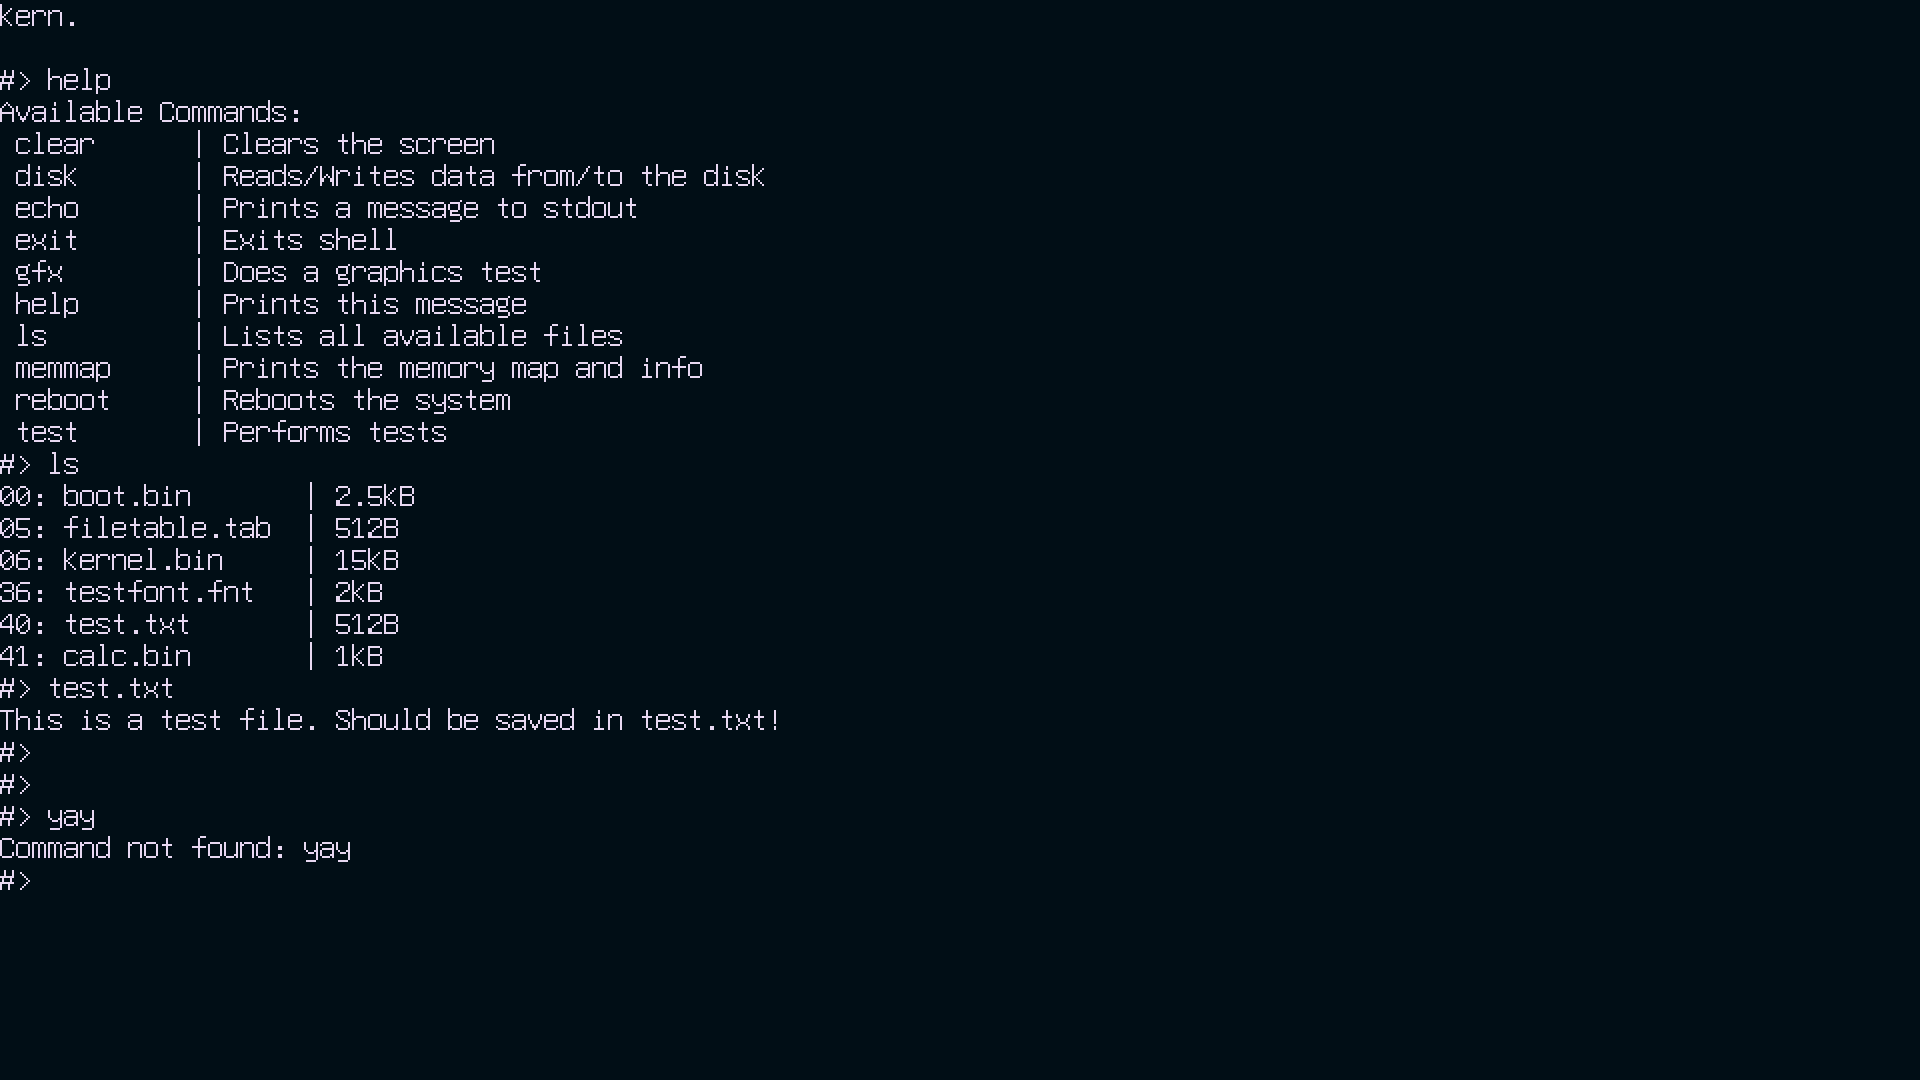 kern.
#> help
Available Commands:
 clear      | Clears the screen
 disk       | Reads/Writes data from/to the disk
 echo       | Prints a message to stdout
 exit       | Exits shell
 gfx        | Does a graphics test
 help       | Prints this message
 ls         | Lists all available files
 memmap     | Prints the memory map and info
 reboot     | Reboots the system
 test       | Performs tests
#> ls
00: boot.bin       | 2.5kB
05: filetable.tab  | 512B
06: kernel.bin     | 15kB
36: testfont.fnt   | 2kB
40: test.txt       | 512B
41: calc.bin       | 1kB
#> test.txt
This is a test file. Should be saved in test.txt!
#>
#>
#> yay
Command not found: yay
#>